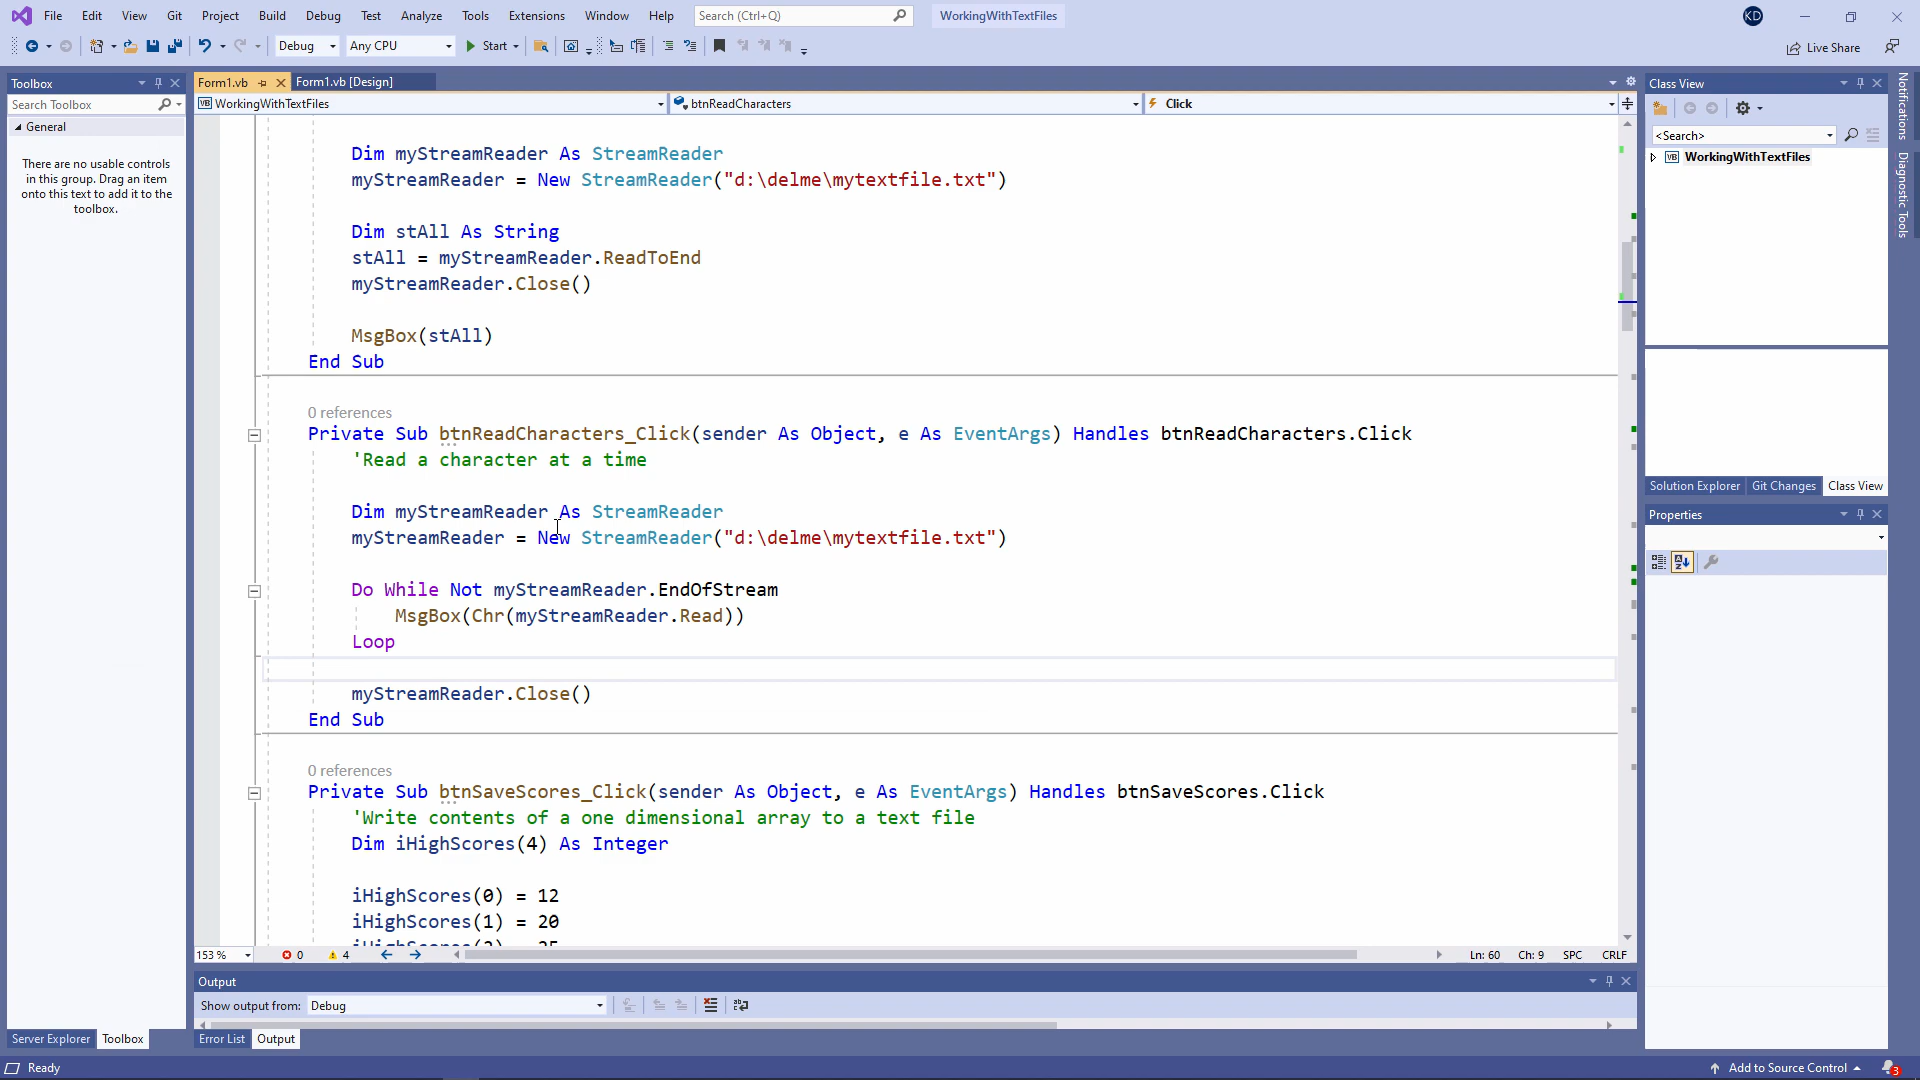 File Edit View Git Project Build Debug Test Analyze Tools Extensions Window Help Search (Ctrl+Q) WorkingWithTextFiles KD
Debug Any CPU Start Live Share
Toolbox
Search Toolbox
General
There are no usable controls
in this group. Drag an item
onto this text to add it to the
toolbox.
Server Explorer Toolbox
Form1.vb Form1.vb [Design]
VB WorkingWithTextFiles btnReadCharacters Click
Dim myStreamReader As StreamReader
myStreamReader = New StreamReader("d:\delme\mytextfile.txt")
Dim stAll As String
stAll = myStreamReader.ReadToEnd
myStreamReader.Close()
MsgBox(stAll)
End Sub
0 references
Private Sub btnReadCharacters_Click(sender As Object, e As EventArgs) Handles btnReadCharacters.Click
'Read a character at a time
Dim myStreamReader As StreamReader
myStreamReader = New StreamReader("d:\delme\mytextfile.txt")
Do While Not myStreamReader.EndOfStream
MsgBox(Chr(myStreamReader.Read))
Loop
myStreamReader.Close()
End Sub
0 references
Private Sub btnSaveScores_Click(sender As Object, e As EventArgs) Handles btnSaveScores.Click
'Write contents of a one dimensional array to a text file
Dim iHighScores(4) As Integer
iHighScores(0) = 12
iHighScores(1) = 20
153 % 0 4 Ln: 60 Ch: 9 SPC CRLF
Output
Show output from: Debug
Error List Output
Class View
<Search>
VB WorkingWithTextFiles
Solution Explorer Git Changes Class View
Properties
Notifications
Diagnostic Tools
Ready Add to Source Control 3